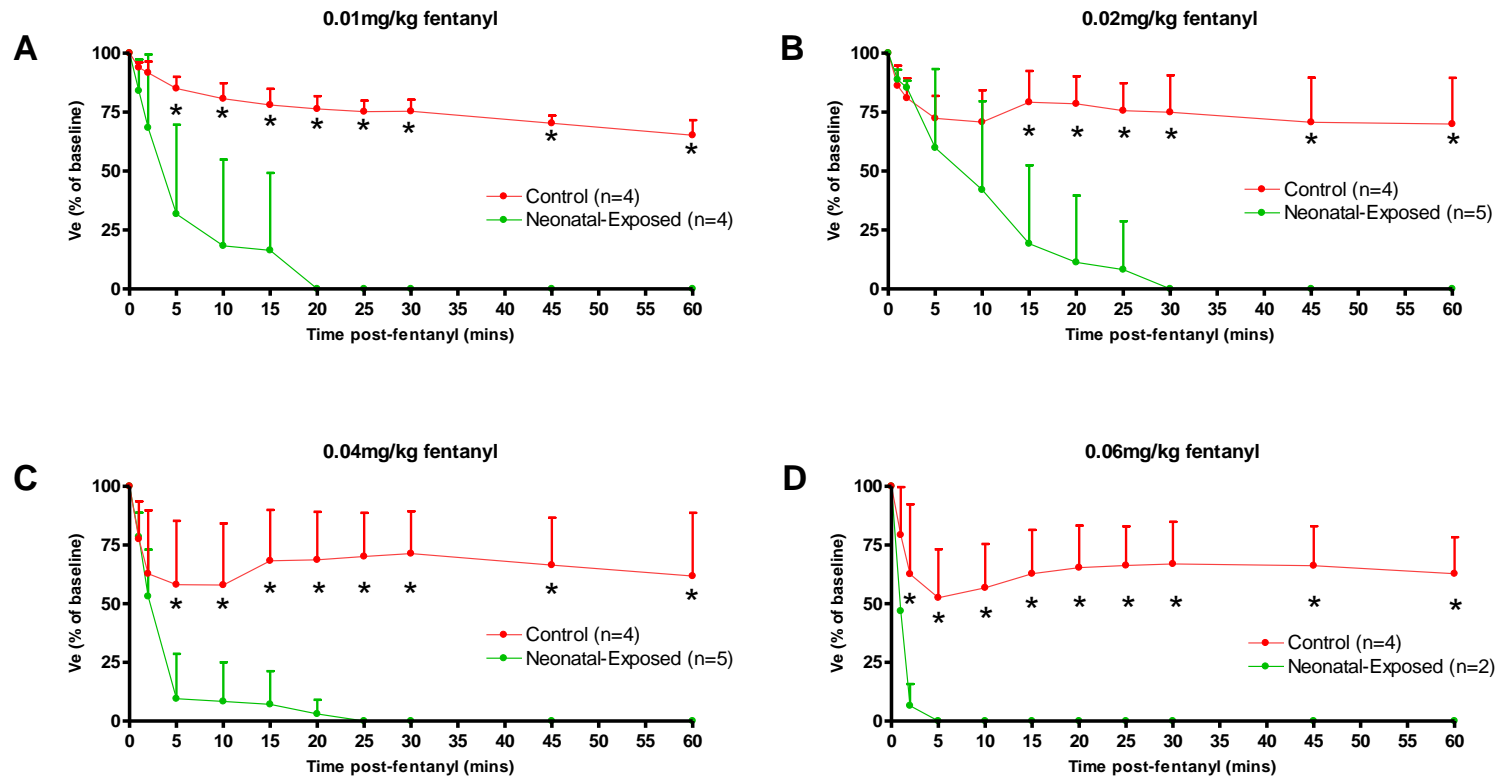 0.01mg/kg fentanyl
A
100
75
50
25
0
Ve (% of baseline)
* * * * * * * *
Control (n=4)
Neonatal-Exposed (n=4)
0 5 10 15 20 25 30 35 40 45 50 55 60
Time post-fentanyl (mins)
0.02mg/kg fentanyl
B
100
75
50
25
0
Ve (% of baseline)
* * * * * *
Control (n=4)
Neonatal-Exposed (n=5)
0 5 10 15 20 25 30 35 40 45 50 55 60
Time post-fentanyl (mins)
0.04mg/kg fentanyl
C
100
75
50
25
0
Ve (% of baseline)
* * * * * * * *
Control (n=4)
Neonatal-Exposed (n=5)
0 5 10 15 20 25 30 35 40 45 50 55 60
Time post-fentanyl (mins)
0.06mg/kg fentanyl
D
100
75
50
25
0
Ve (% of baseline)
* * * * * * * * *
Control (n=4)
Neonatal-Exposed (n=2)
0 5 10 15 20 25 30 35 40 45 50 55 60
Time post-fentanyl (mins)